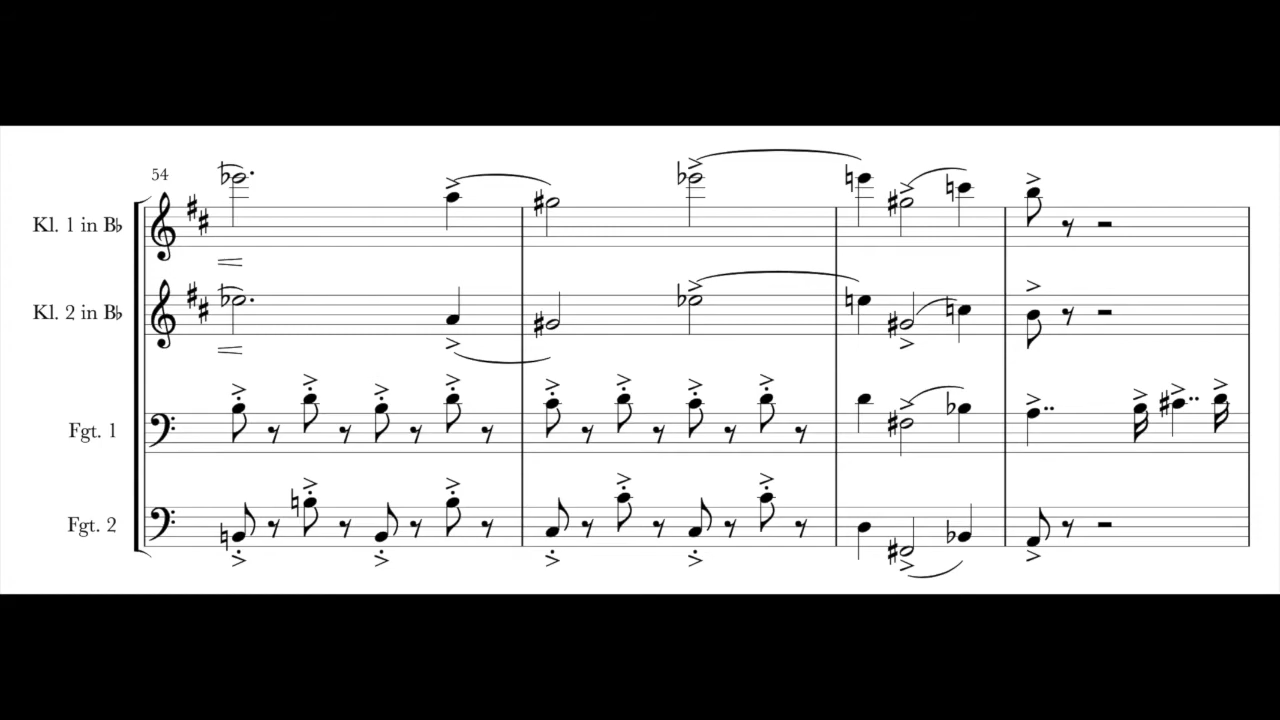 54
Kl. 1 in B♭
Kl. 2 in B♭
Fgt. 1
Fgt. 2